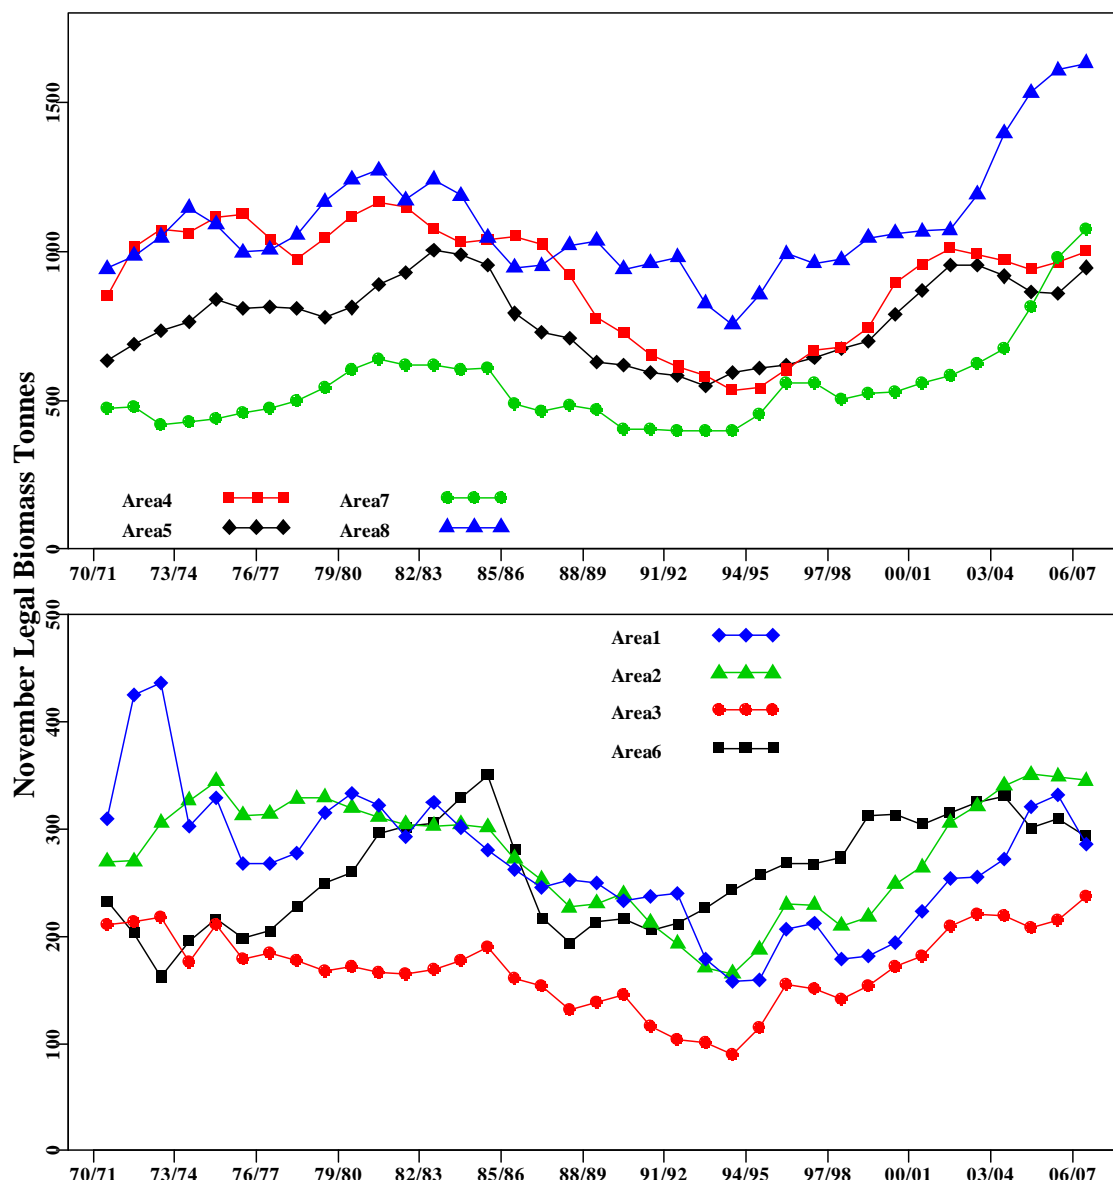 November Legal Biomass Tonnes
1500
1000
500
0
Area4 Area7
Area5 Area8
70/71 73/74 76/77 79/80 82/83 85/86 88/89 91/92 94/95 97/98 00/01 03/04 06/07
500
400
300
200
100
0
Area1
Area2
Area3
Area6
70/71 73/74 76/77 79/80 82/83 85/86 88/89 91/92 94/95 97/98 00/01 03/04 06/07